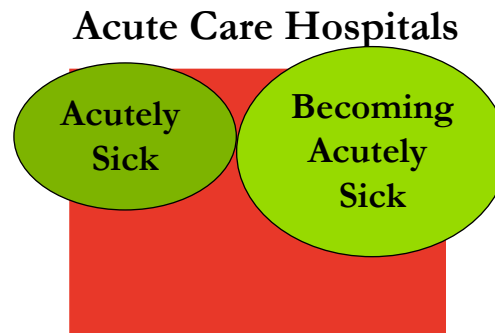 Acute Care Hospitals
Acutely
Sick
Becoming
Acutely
Sick